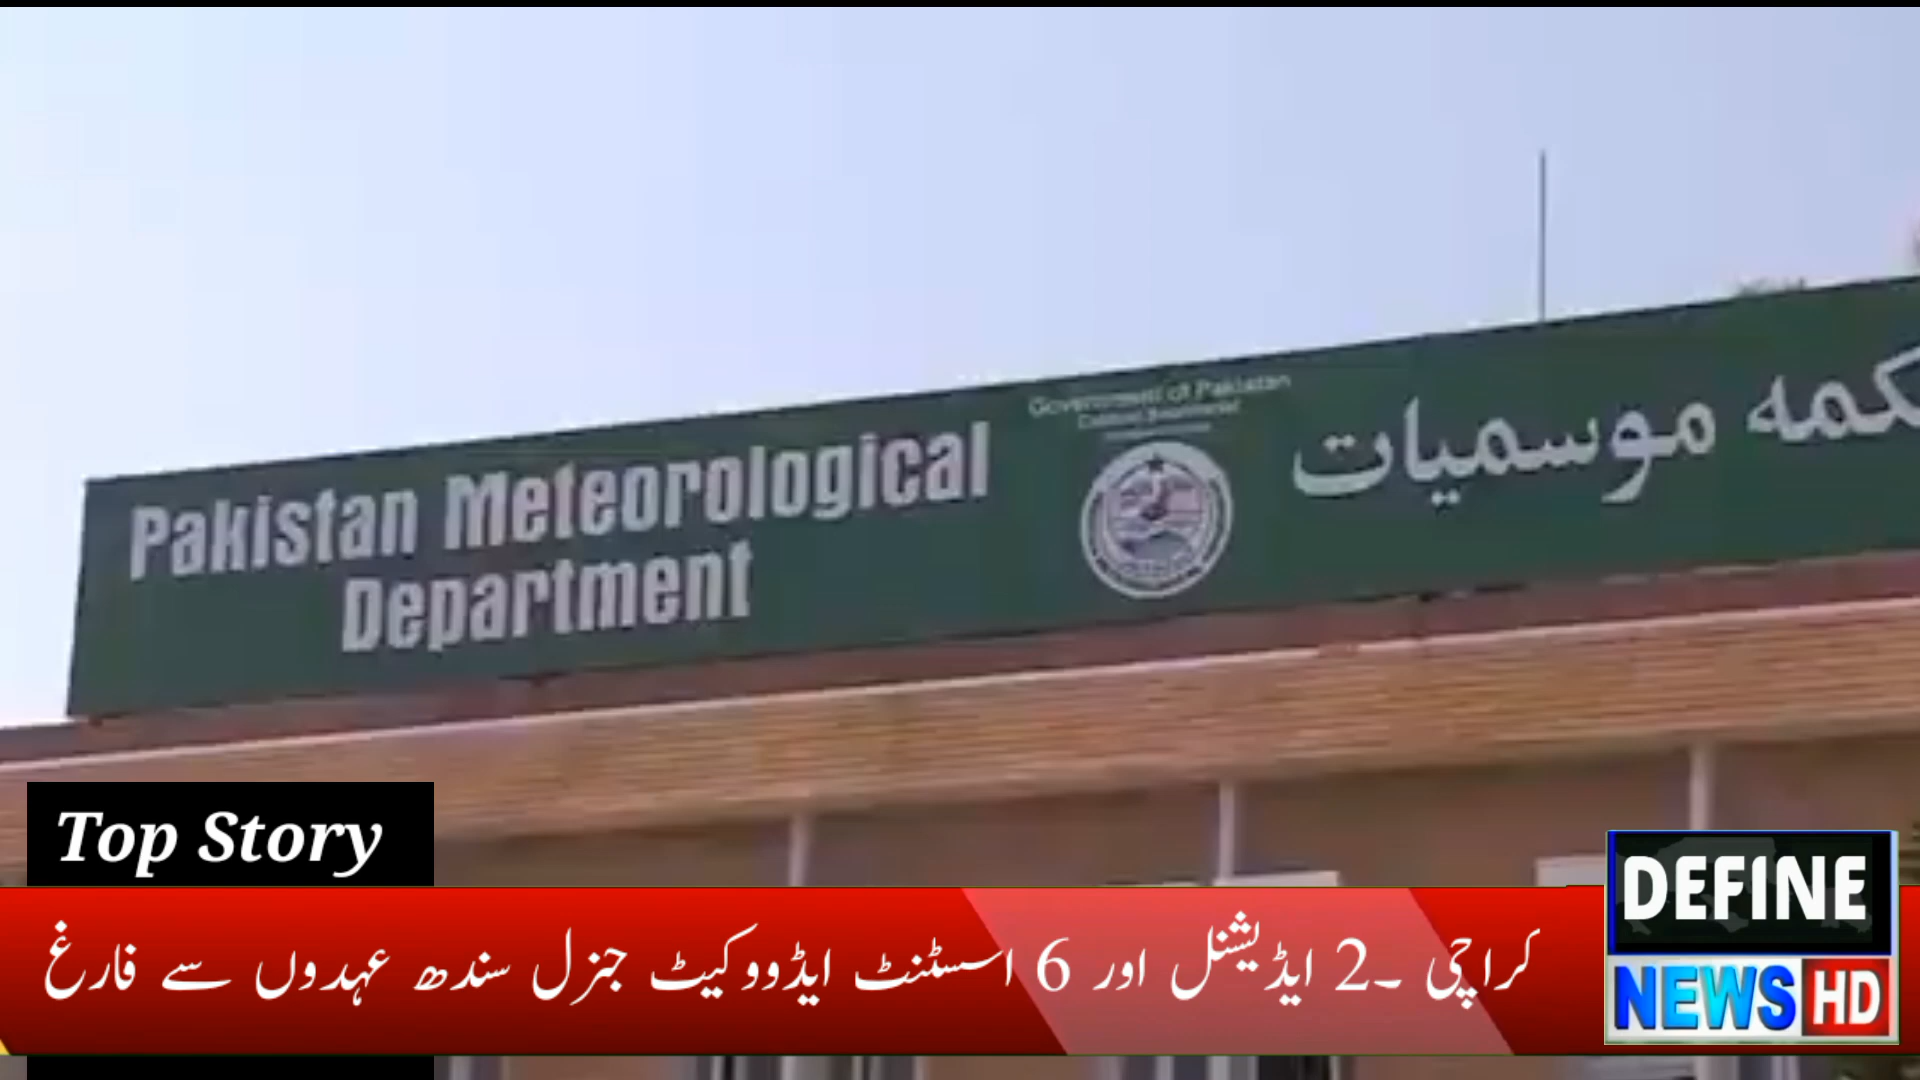 Government of Pakistan
Pakistan Meteorological
Department
محکمہ موسمیات
Top Story
کراچی ۔2 ایڈیشنل اور 6 اسسٹنٹ ایڈووکیٹ جنرل سندھ عہدوں سے فارغ
DEFINE
NEWS HD